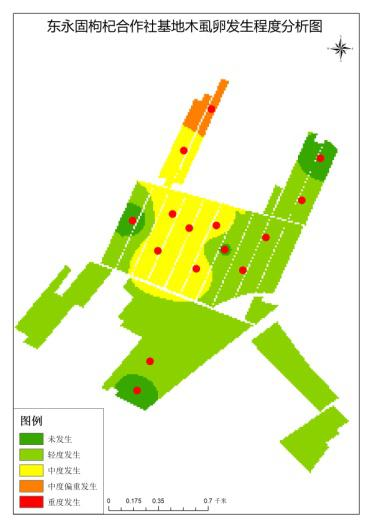 东永固枸杞合作社基地木虱卵发生程度分析图
图例
未发生
轻度发生
中度发生
中度偏重发生
重度发生
0 0.175 0.35 0.7 千米